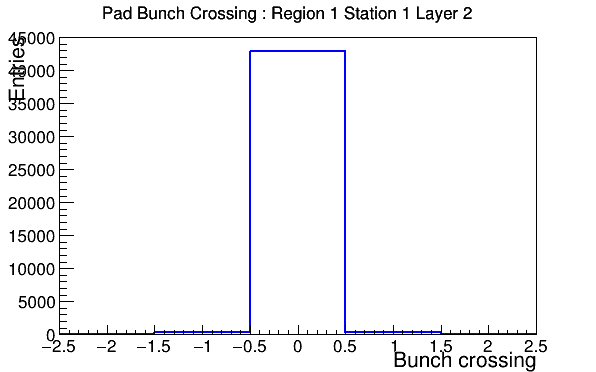 Pad Bunch Crossing : Region 1 Station 1 Layer 2
Entries
45000
40000
35000
30000
25000
20000
15000
10000
5000
0
−2.5 −2 −1.5 −1 −0.5 0 0.5 1 1.5 2 2.5
Bunch crossing